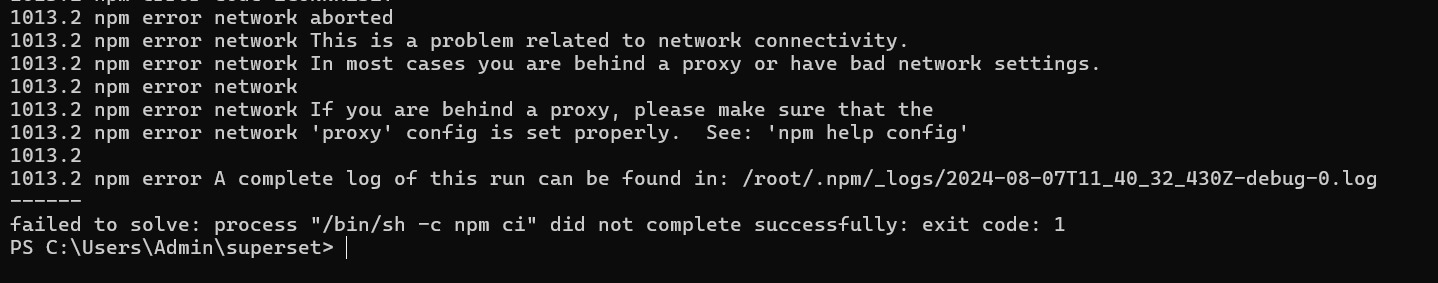 1013.2 npm error network aborted
1013.2 npm error network This is a problem related to network connectivity.
1013.2 npm error network In most cases you are behind a proxy or have bad network settings.
1013.2 npm error network
1013.2 npm error network If you are behind a proxy, please make sure that the
1013.2 npm error network 'proxy' config is set properly.  See: 'npm help config'
1013.2
1013.2 npm error A complete log of this run can be found in: /root/.npm/_logs/2024-08-07T11_40_32_430Z-debug-0.log
------
failed to solve: process "/bin/sh -c npm ci" did not complete successfully: exit code: 1
PS C:\Users\Admin\superset>